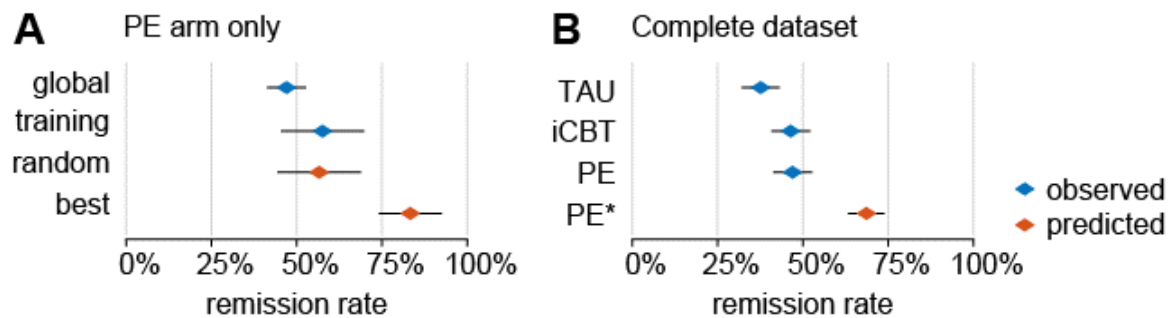 A PE arm only
global
training
random
best
0% 25% 50% 75% 100%
remission rate
B Complete dataset
TAU
iCBT
PE
PE*
0% 25% 50% 75% 100%
remission rate
observed
predicted